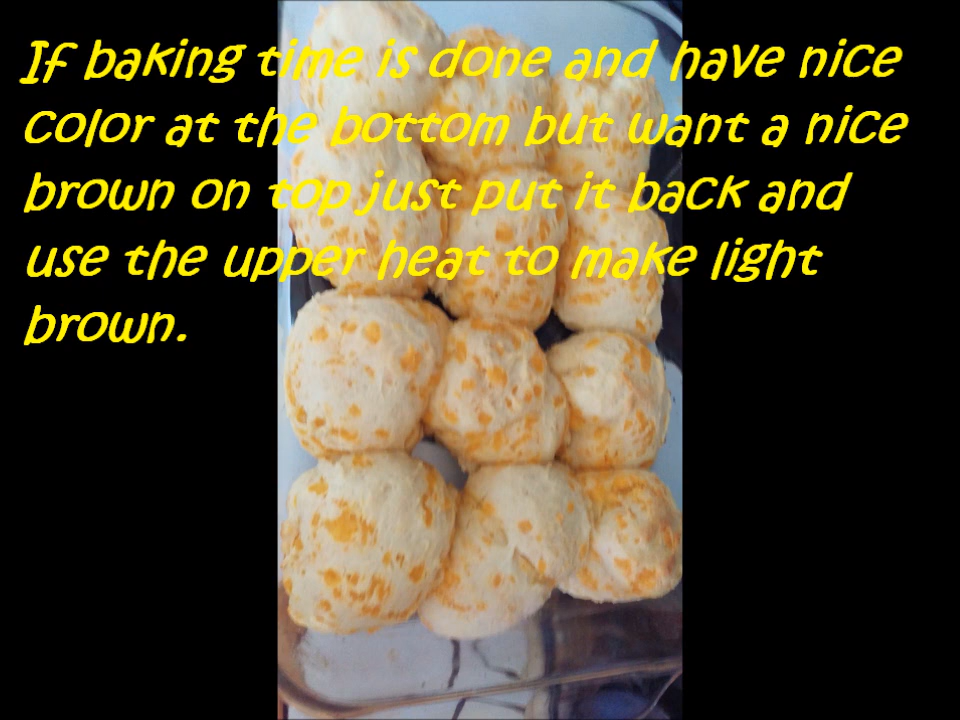 If baking time is done and have nice
color at the bottom but want a nice
brown on top just put it back and
use the upper heat to make light
brown.